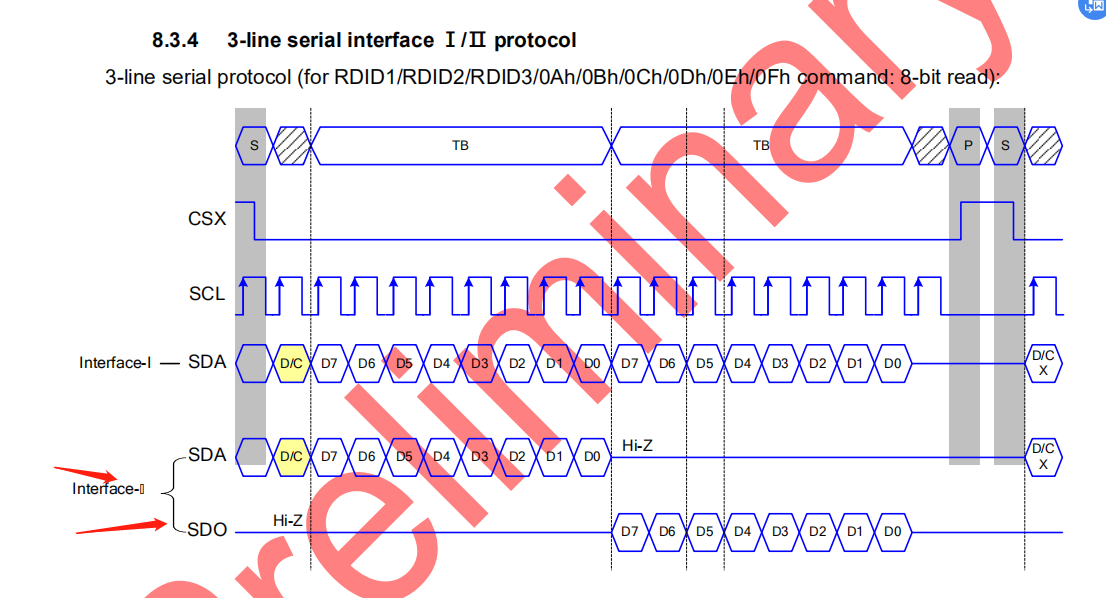 8.3.4 3-line serial interface Ⅰ/Ⅱ protocol
3-line serial protocol (for RDID1/RDID2/RDID3/0Ah/0Bh/0Ch/0Dh/0Eh/0Fh command: 8-bit read):
S TB TB P S
CSX
SCL
Interface-I SDA D/C D7 D6 D5 D4 D3 D2 D1 D0 D7 D6 D5 D4 D3 D2 D1 D0 D/C
X
SDA D/C D7 D6 D5 D4 D3 D2 D1 D0 Hi-Z D/C
X
Interface-▯
SDO Hi-Z D7 D6 D5 D4 D3 D2 D1 D0
Preliminary